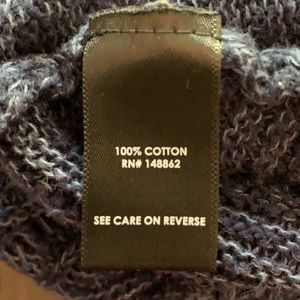 100% COTTON
RN# 148862
SEE CARE ON REVERSE